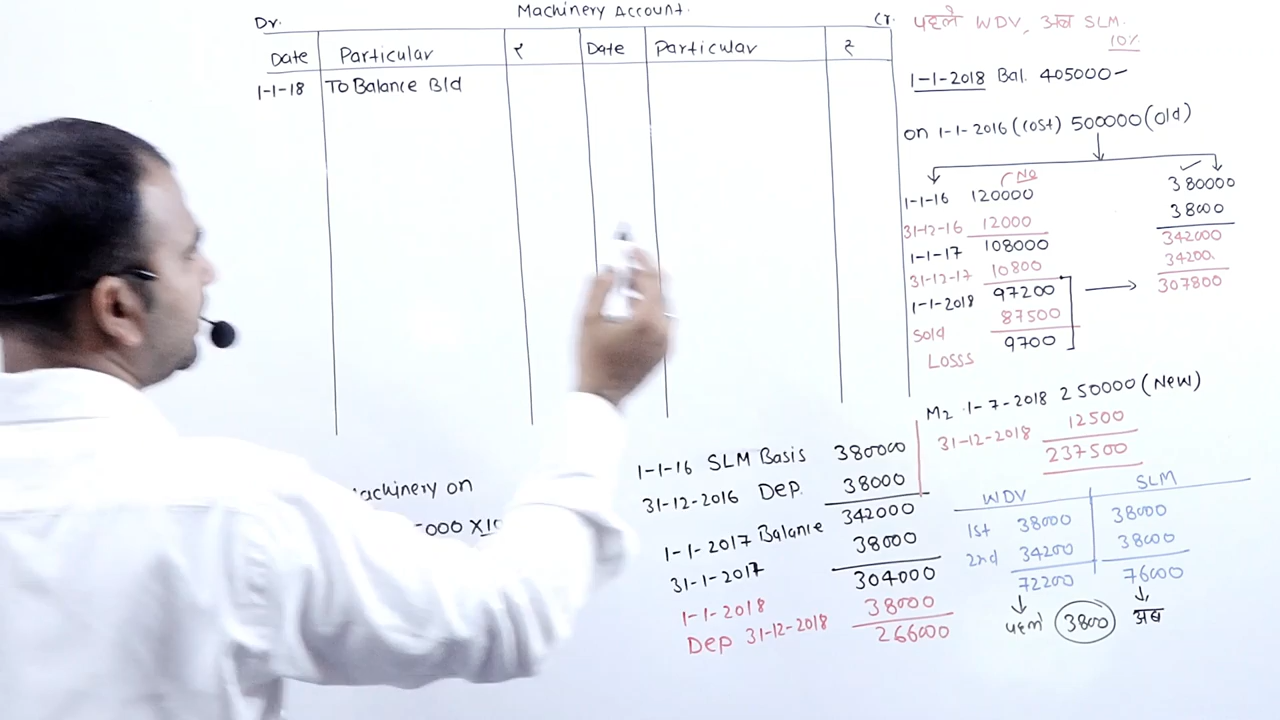 Machinery Account.
Dr. Cr.
Date Particular ₹ Date Particular ₹
1-1-18 To Balance B/d
पहले WDV, अब SLM.
10%
1-1-2018 Bal. 405000-
on 1-1-2016 (cost) 500000 (old)
NO
1-1-16 120000 380000
31-12-16 12000 38000
1-1-17 108000 342000
31-12-17 10800 34200
1-1-2018 97200 307800
Sold 87500
Losss 9700
M2 1-7-2018 250000 (New)
31-12-2018 12500
237500
WDV SLM
1st 38000 38000
2nd 34200 38000
72200 76000
पहले 3800 अब
1-1-16 SLM Basis 380000
31-12-2016 Dep. 38000
1-1-2017 Balance 342000
31-1-2017 38000
304000
1-1-2018 38000
Dep 31-12-2018 266000
achinery on
000 X10